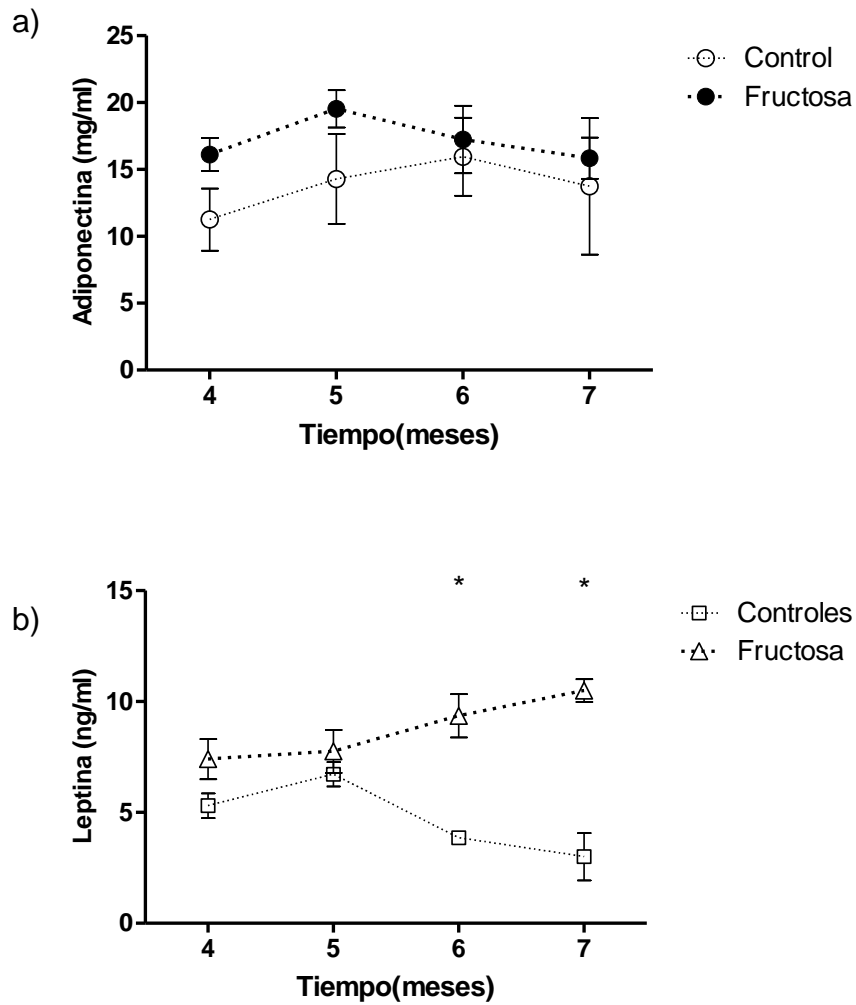 a)
Adiponectina (mg/ml)
25
20
15
10
5
0
4 5 6 7
Tiempo(meses)
Control
Fructosa
b)
Leptina (ng/ml)
15
10
5
0
* *
4 5 6 7
Tiempo(meses)
Controles
Fructosa